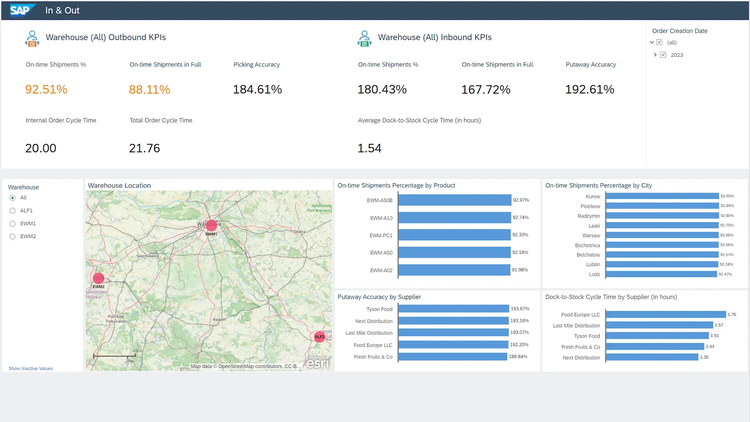 SAP
In & Out
Warehouse (All) Outbound KPIs
On-time Shipments %
On-time Shipments in Full
Picking Accuracy
92.51%
88.11%
184.61%
Internal Order Cycle Time
Total Order Cycle Time
20.00
21.76
Warehouse (All) Inbound KPIs
On-time Shipments %
On-time Shipments in Full
Putaway Accuracy
180.43%
167.72%
192.61%
Average Dock-to-Stock Cycle Time (in hours)
1.54
Order Creation Date
(all)
2023
Warehouse
All
ALF1
EWM1
EWM2
Show Inactive Values
Warehouse Location
EWM1
EWM2
ALF1
Map data © OpenStreetMap contributors, CC-B
esri
On-time Shipments Percentage by Product
EWM-A50B 92.97%
EWM-A10 92.74%
EWM-PC1 92.33%
EWM-A50 92.16%
EWM-A02 91.98%
On-time Shipments Percentage by City
Kurow
Piotrkow
Radzymin
Laski
Warsaw
Bochotnica
Belchatow
Lublin
Lodz
Putaway Accuracy by Supplier
Tyson Food 193.67%
Next Distribution 193.16%
Last Mile Distribution 193.07%
Food Europe LLC 192.20%
Fresh Fruits & Co 189.84%
Dock-to-Stock Cycle Time by Supplier (in hours)
Food Europe LLC 1.76
Last Mile Distribution 1.57
Tyson Food 1.51
Fresh Fruits & Co 1.44
Next Distribution 1.35